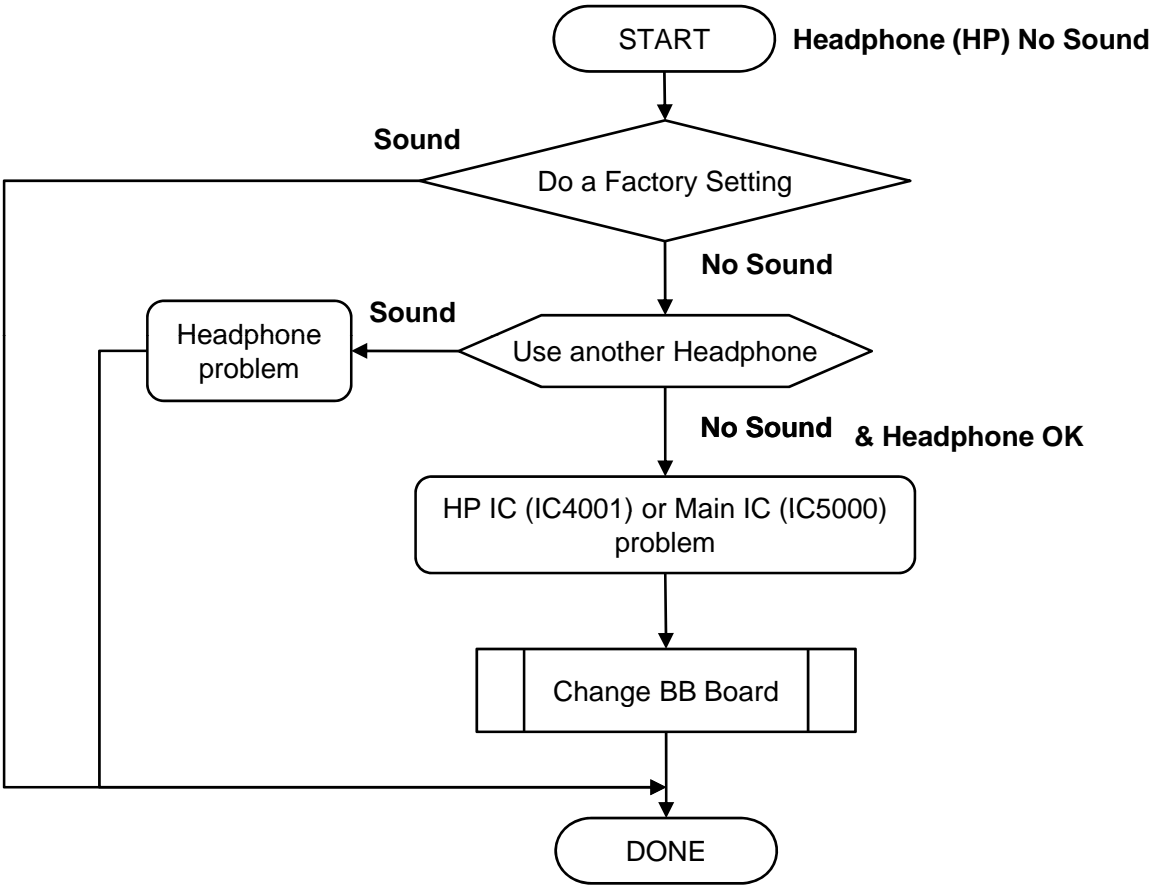 START
Headphone (HP) No Sound
Sound
Do a Factory Setting
No Sound
Sound
Headphone
problem
Use another Headphone
No Sound
& Headphone OK
HP IC (IC4001) or Main IC (IC5000)
problem
Change BB Board
DONE